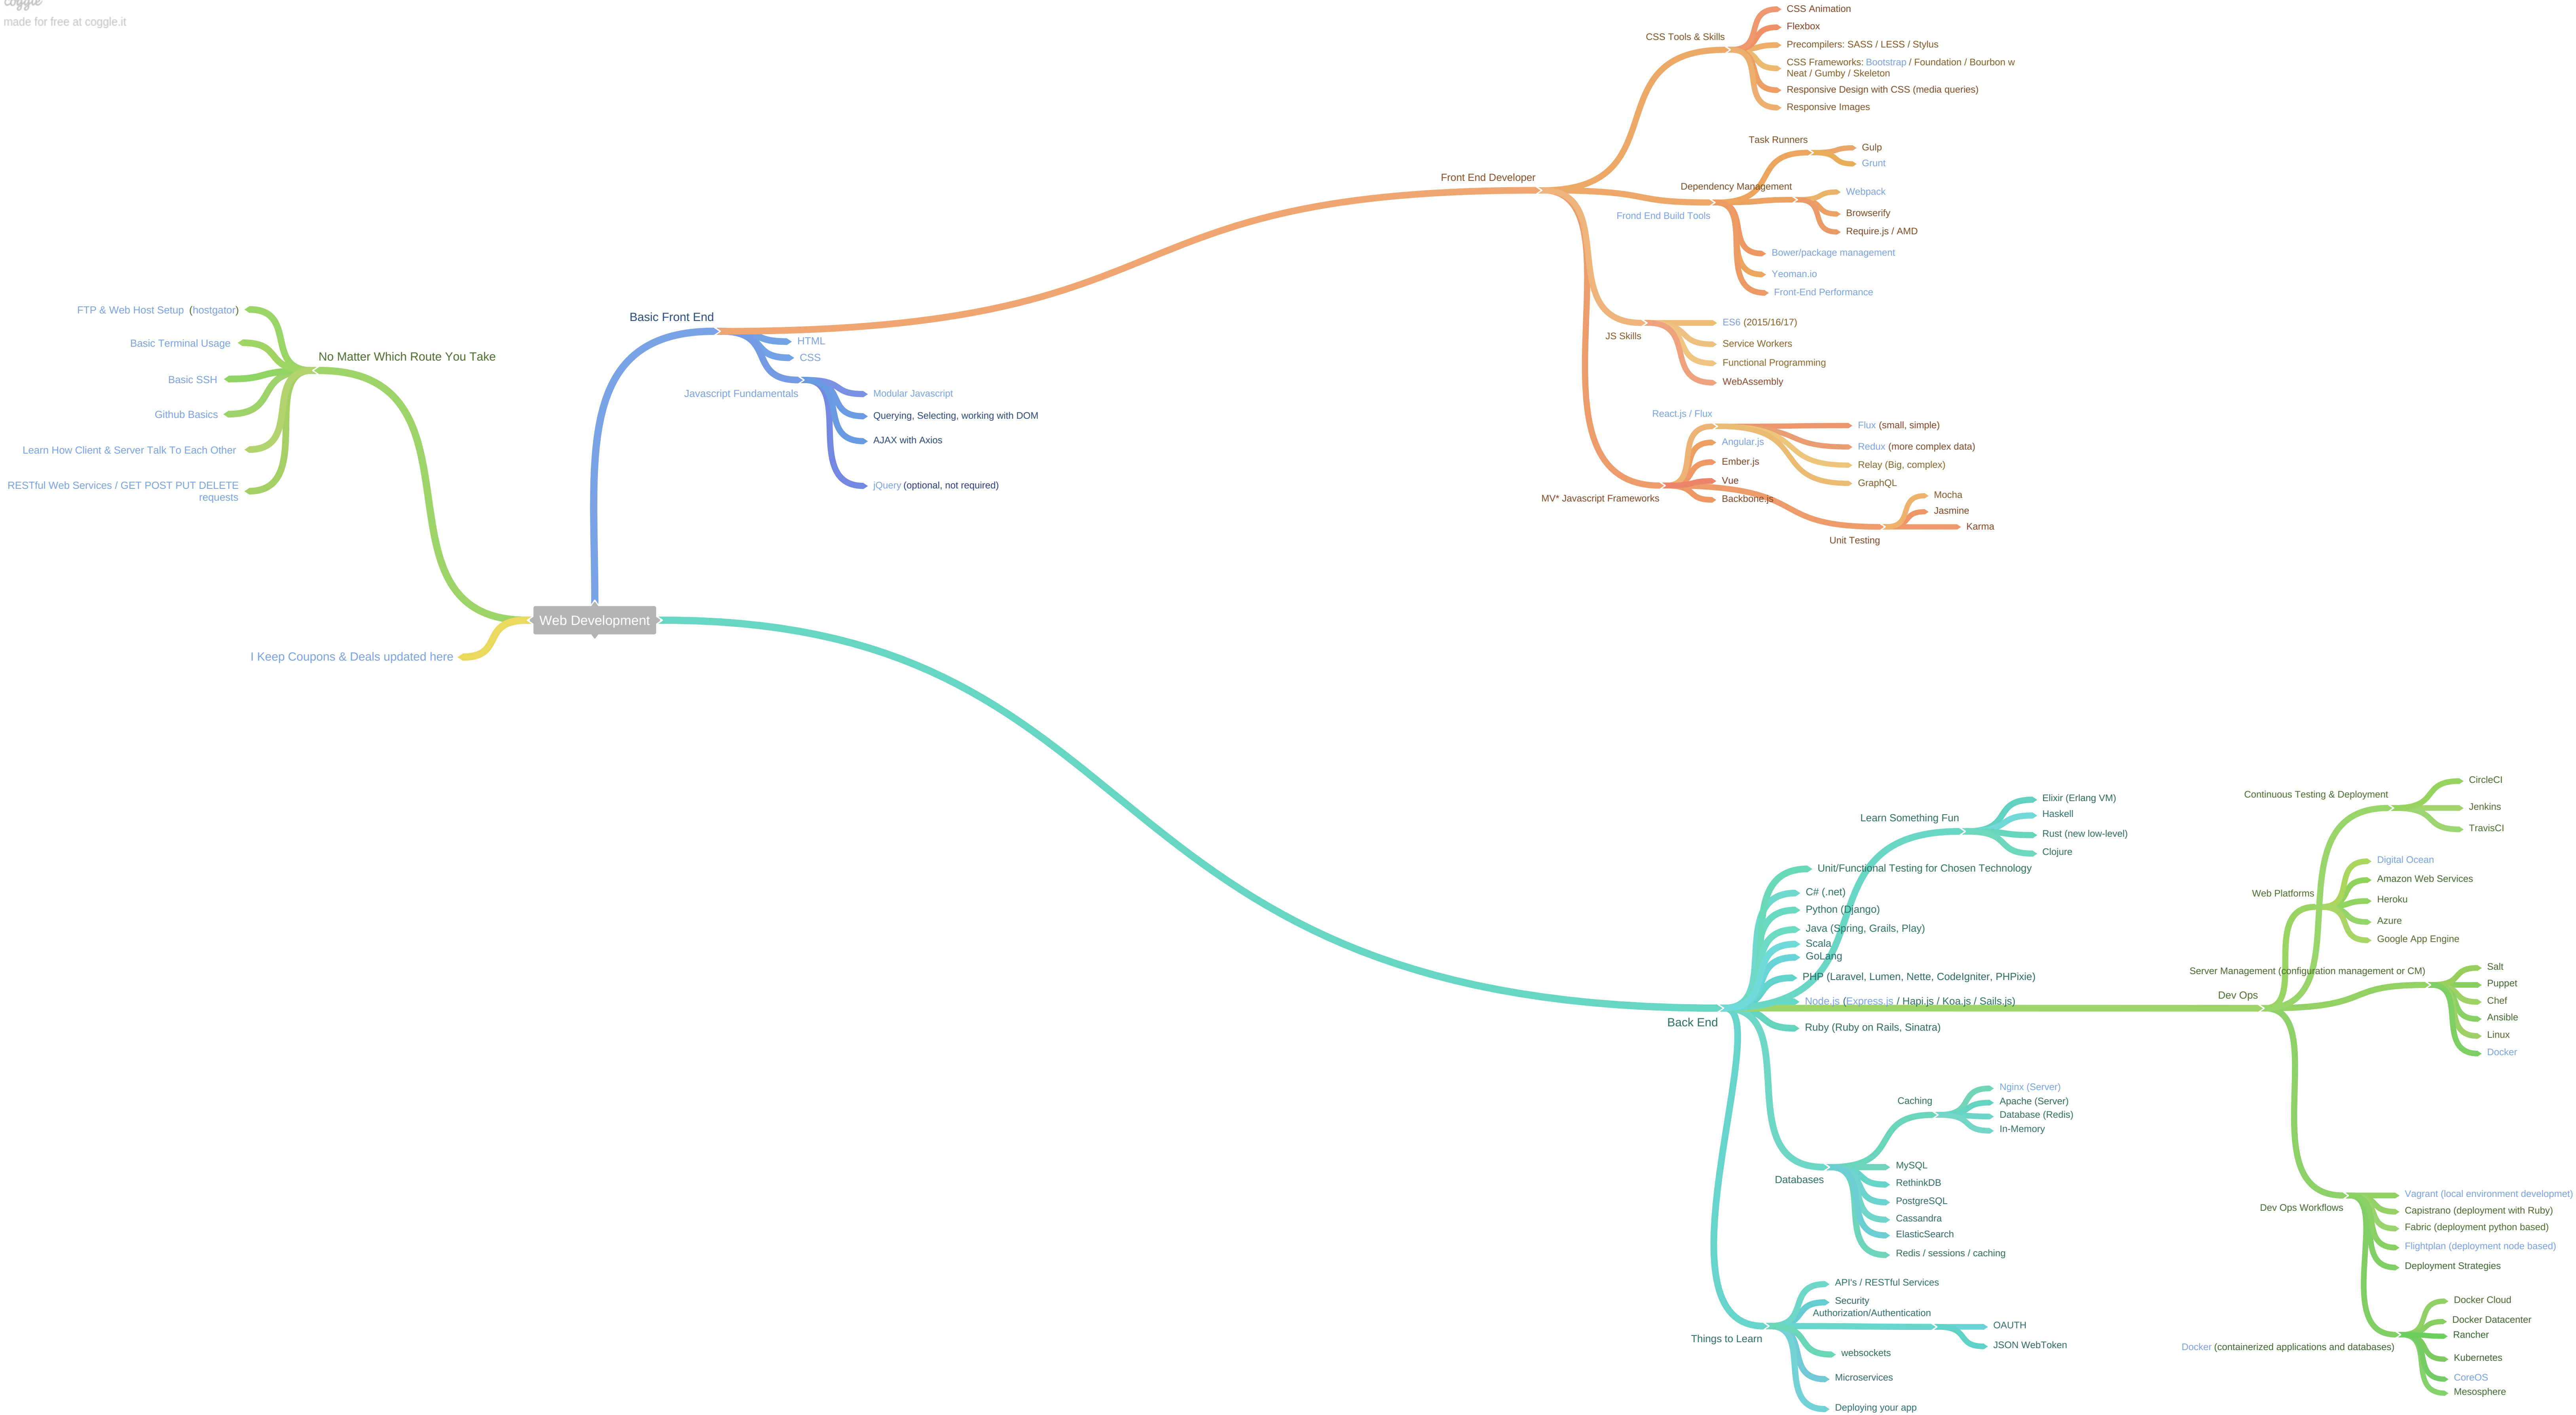 coggle
made for free at coggle.it
Web Development
No Matter Which Route You Take
FTP & Web Host Setup (hostgator)
Basic Terminal Usage
Basic SSH
Github Basics
Learn How Client & Server Talk To Each Other
RESTful Web Services / GET POST PUT DELETE
requests
I Keep Coupons & Deals updated here
Basic Front End
HTML
CSS
Javascript Fundamentals
Modular Javascript
Querying, Selecting, working with DOM
AJAX with Axios
jQuery (optional, not required)
Front End Developer
CSS Tools & Skills
CSS Animation
Flexbox
Precompilers: SASS / LESS / Stylus
CSS Frameworks: Bootstrap / Foundation / Bourbon w
Neat / Gumby / Skeleton
Responsive Design with CSS (media queries)
Responsive Images
Frond End Build Tools
Task Runners
Gulp
Grunt
Dependency Management
Webpack
Browserify
Require.js / AMD
Bower/package management
Yeoman.io
Front-End Performance
JS Skills
ES6 (2015/16/17)
Service Workers
Functional Programming
WebAssembly
MV* Javascript Frameworks
React.js / Flux
Flux (small, simple)
Redux (more complex data)
Relay (Big, complex)
GraphQL
Angular.js
Ember.js
Vue
Backbone.js
Unit Testing
Mocha
Jasmine
Karma
Back End
Learn Something Fun
Elixir (Erlang VM)
Haskell
Rust (new low-level)
Clojure
Unit/Functional Testing for Chosen Technology
C# (.net)
Python (Django)
Java (Spring, Grails, Play)
Scala
GoLang
PHP (Laravel, Lumen, Nette, CodeIgniter, PHPixie)
Node.js (Express.js / Hapi.js / Koa.js / Sails.js)
Ruby (Ruby on Rails, Sinatra)
Databases
Caching
Nginx (Server)
Apache (Server)
Database (Redis)
In-Memory
MySQL
RethinkDB
PostgreSQL
Cassandra
ElasticSearch
Redis / sessions / caching
Things to Learn
API's / RESTful Services
Security
Authorization/Authentication
OAUTH
JSON WebToken
websockets
Microservices
Deploying your app
Dev Ops
Continuous Testing & Deployment
CircleCI
Jenkins
TravisCI
Web Platforms
Digital Ocean
Amazon Web Services
Heroku
Azure
Google App Engine
Server Management (configuration management or CM)
Salt
Puppet
Chef
Ansible
Linux
Docker
Dev Ops Workflows
Vagrant (local environment developmet)
Capistrano (deployment with Ruby)
Fabric (deployment python based)
Flightplan (deployment node based)
Deployment Strategies
Docker (containerized applications and databases)
Docker Cloud
Docker Datacenter
Rancher
Kubernetes
CoreOS
Mesosphere